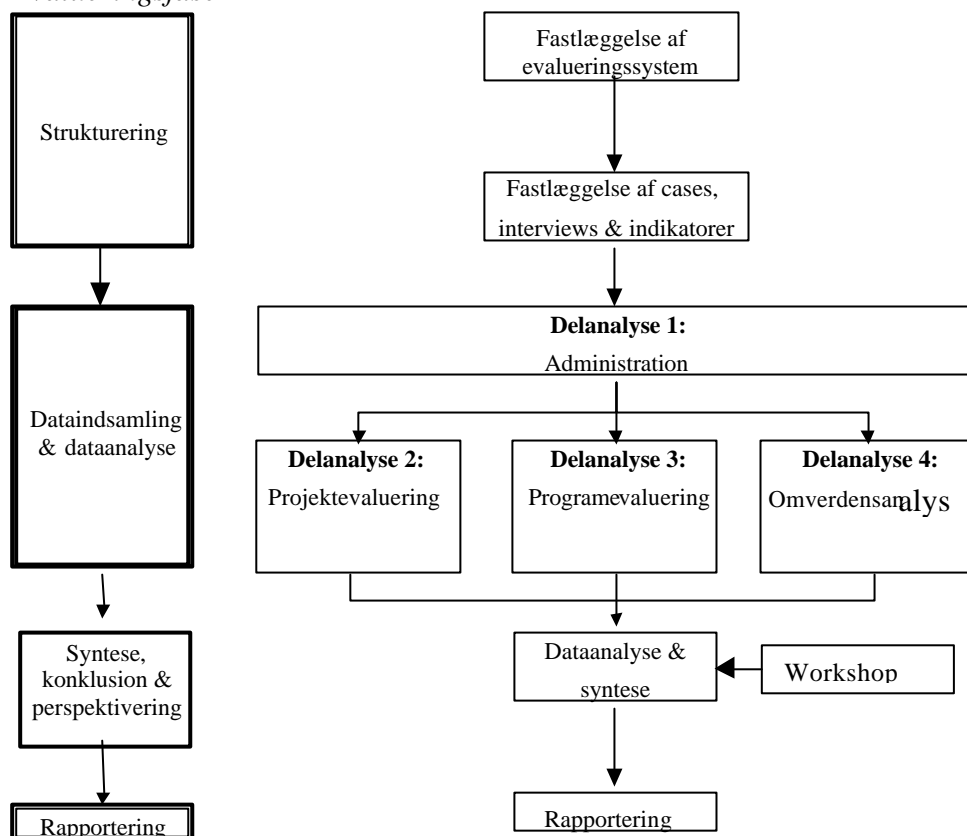 Fastlæggelse af
evalueringssystem
Strukturering
Fastlæggelse af cases,
interviews & indikatorer
Delanalyse 1:
Administration
Dataindsamling
& dataanalyse
Delanalyse 2:
Projektevaluering
Delanalyse 3:
Programevaluering
Delanalyse 4:
Omverdensanalys
Syntese,
konklusion &
perspektivering
Dataanalyse &
syntese
Workshop
Rapportering
Rapportering